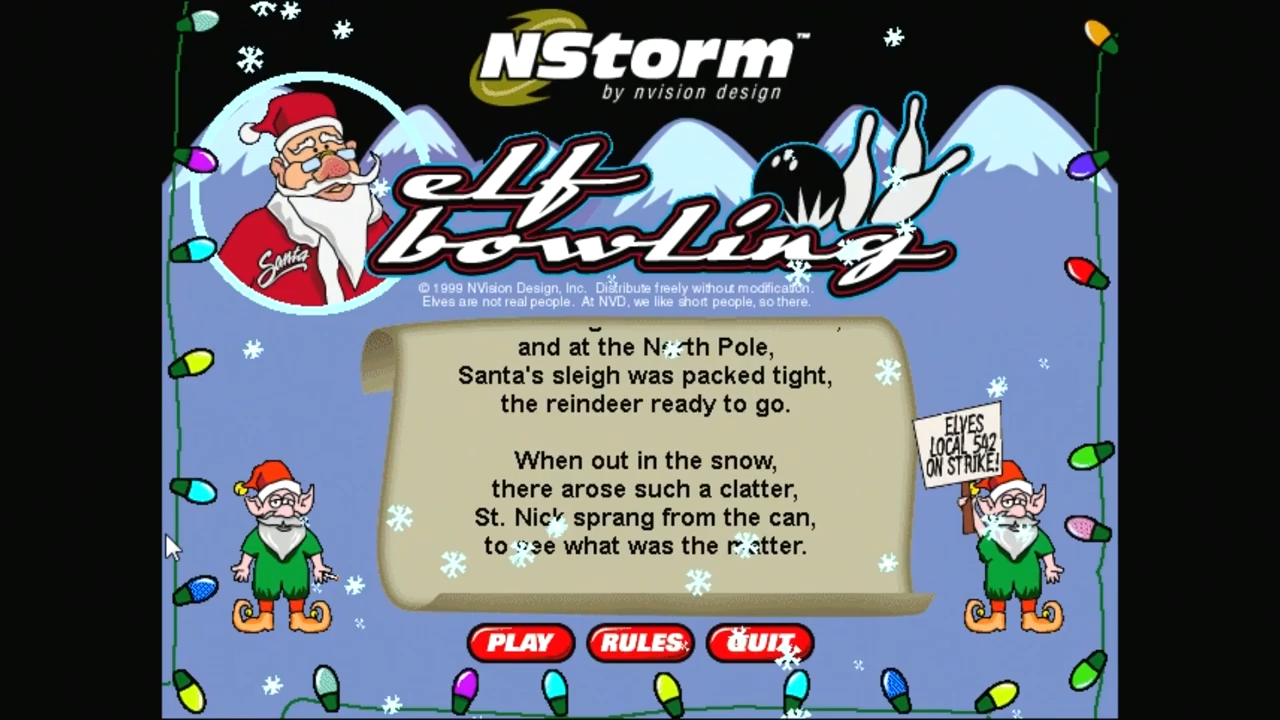 NStorm™
by nvision design
elf
bowling
Santa
© 1999 NVision Design, Inc. Distribute freely without modification.
Elves are not real people. At NVD, we like short people, so there.
and at the North Pole,
Santa's sleigh was packed tight,
the reindeer ready to go.
When out in the snow,
there arose such a clatter,
St. Nick sprang from the can,
to see what was the matter.
ELVES
LOCAL 542
ON STRIKE!
PLAY
RULES
QUIT